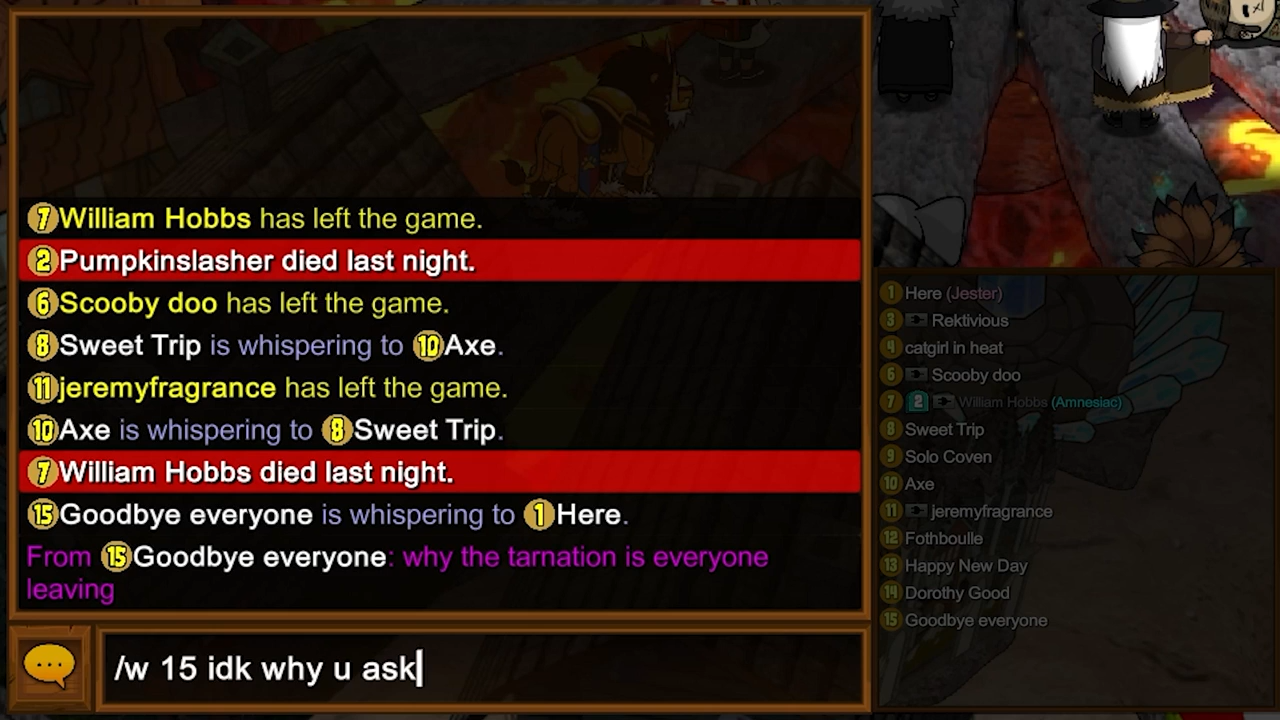 7 William Hobbs has left the game.
2 Pumpkinslasher died last night.
6 Scooby doo has left the game.
8 Sweet Trip is whispering to 10 Axe.
11 jeremyfragrance has left the game.
10 Axe is whispering to 8 Sweet Trip.
7 William Hobbs died last night.
15 Goodbye everyone is whispering to 1 Here.
From 15 Goodbye everyone: why the tarnation is everyone
leaving
/w 15 idk why u ask
1 Here (Jester)
3 Rektivious
4 catgirl in heat
6 Scooby doo
7 2 William Hobbs (Amnesiac)
8 Sweet Trip
9 Solo Coven
10 Axe
11 jeremyfragrance
12 Fothboulle
13 Happy New Day
14 Dorothy Good
15 Goodbye everyone